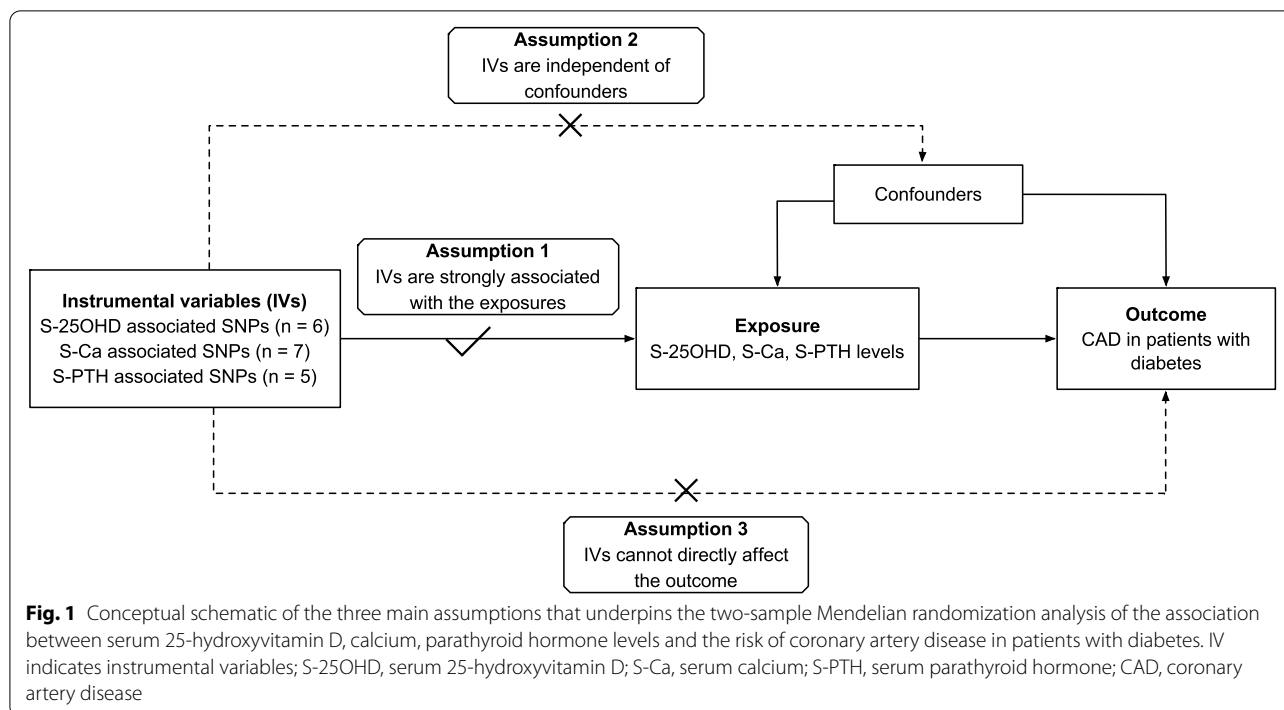 Assumption 2
IVs are independent of
confounders
Confounders
Assumption 1
IVs are strongly associated
with the exposures
Instrumental variables (IVs)
S-25OHD associated SNPs (n = 6)
S-Ca associated SNPs (n = 7)
S-PTH associated SNPs (n = 5)
Exposure
S-25OHD, S-Ca, S-PTH levels
Outcome
CAD in patients with
diabetes
Assumption 3
IVs cannot directly affect
the outcome
Fig. 1 Conceptual schematic of the three main assumptions that underpins the two-sample Mendelian randomization analysis of the association
between serum 25-hydroxyvitamin D, calcium, parathyroid hormone levels and the risk of coronary artery disease in patients with diabetes. IV
indicates instrumental variables; S-25OHD, serum 25-hydroxyvitamin D; S-Ca, serum calcium; S-PTH, serum parathyroid hormone; CAD, coronary
artery disease